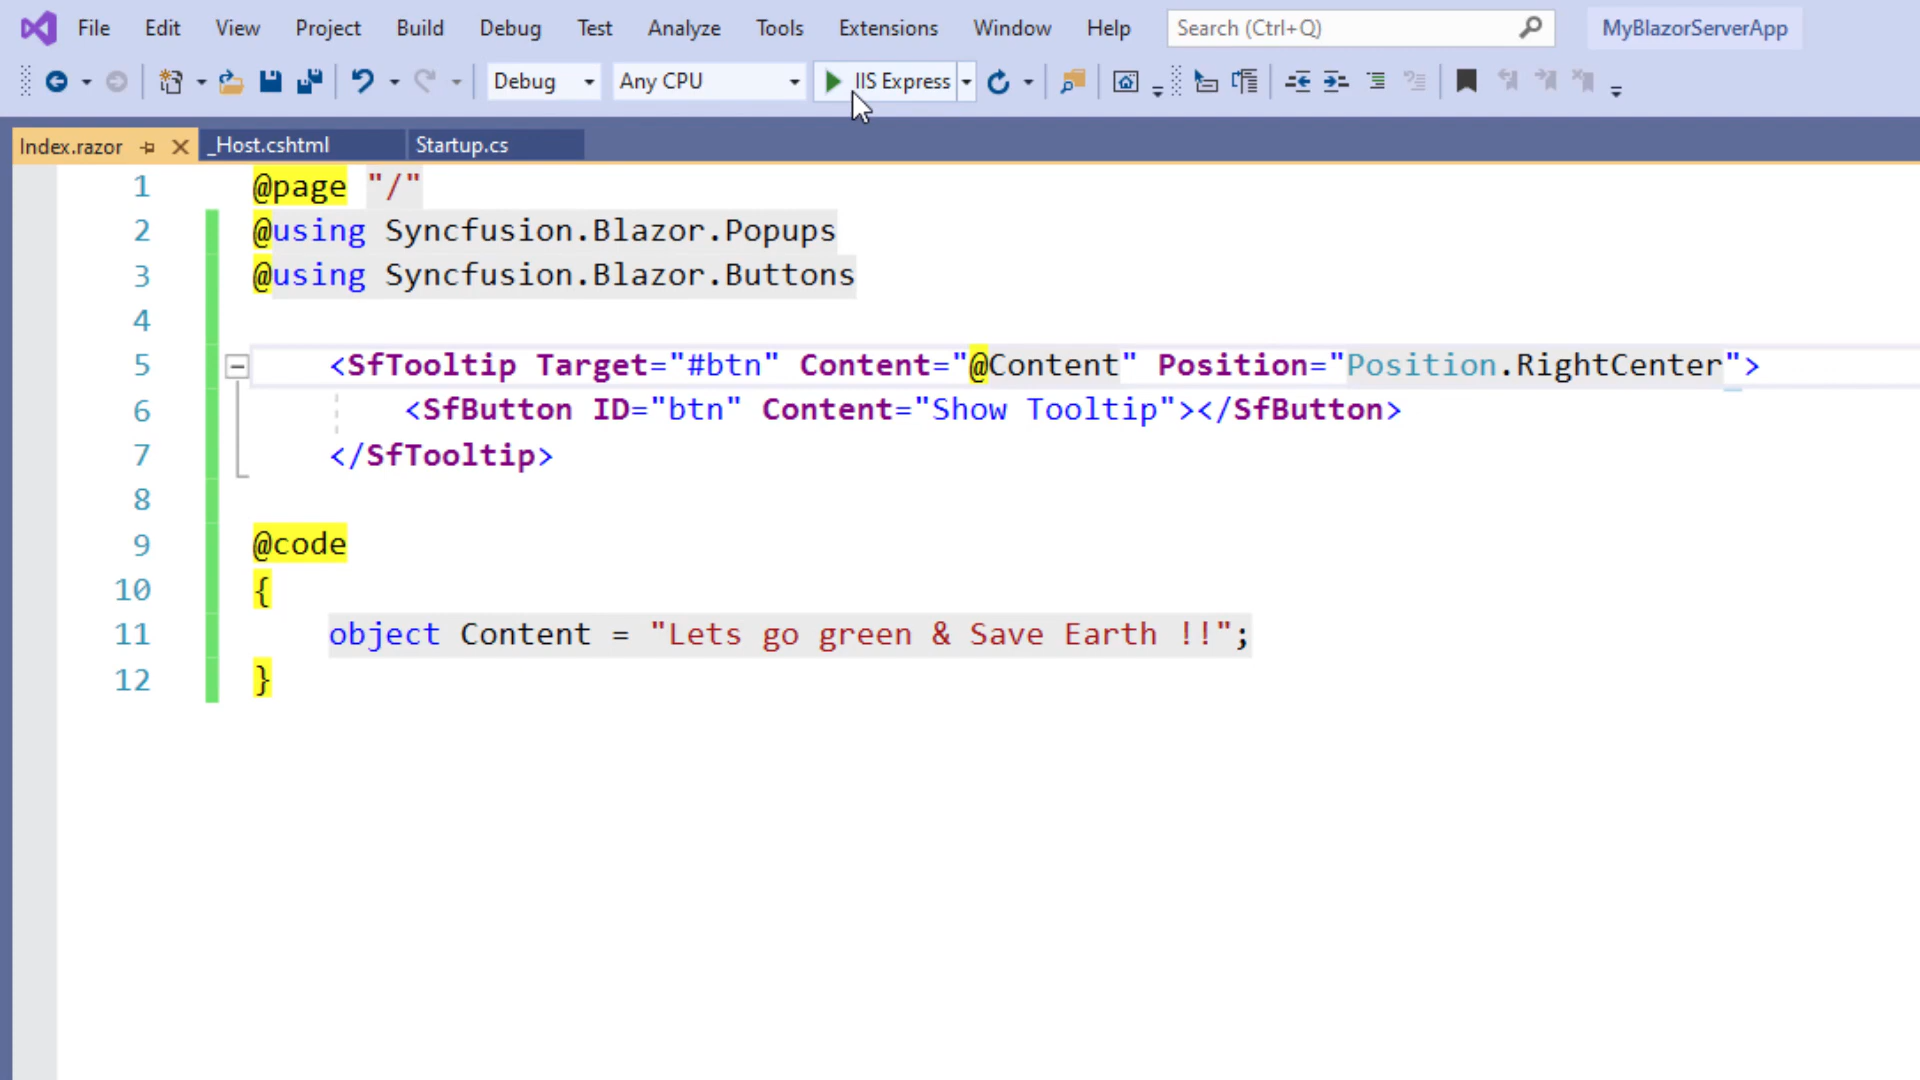 File Edit View Project Build Debug Test Analyze Tools Extensions Window Help Search (Ctrl+Q) MyBlazorServerApp
Debug Any CPU IIS Express
Index.razor _Host.cshtml Startup.cs
1 @page "/"
2 @using Syncfusion.Blazor.Popups
3 @using Syncfusion.Blazor.Buttons
4
5 <SfTooltip Target="#btn" Content="@Content" Position="Position.RightCenter">
6 <SfButton ID="btn" Content="Show Tooltip"></SfButton>
7 </SfTooltip>
8
9 @code
10 {
11 object Content = "Lets go green & Save Earth !!";
12 }